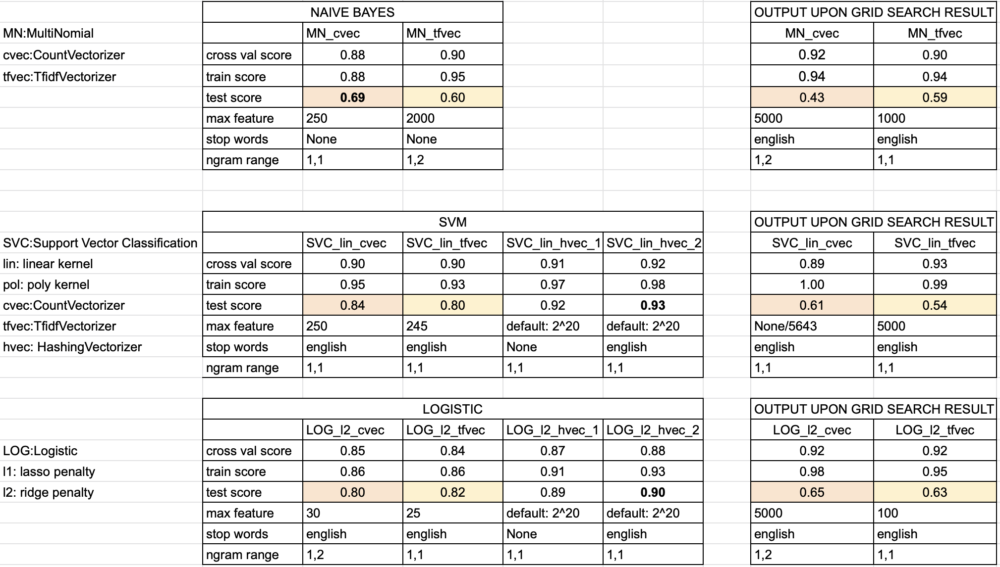 NAIVE BAYES OUTPUT UPON GRID SEARCH RESULT
MN:MultiNomial MN_cvec MN_tfvec MN_cvec MN_tfvec
cvec:CountVectorizer cross val score 0.88 0.90 0.92 0.90
tfvec:TfidfVectorizer train score 0.88 0.95 0.94 0.94
test score 0.69 0.60 0.43 0.59
max feature 250 2000 5000 1000
stop words None None english english
ngram range 1,1 1,2 1,2 1,1
SVM OUTPUT UPON GRID SEARCH RESULT
SVC:Support Vector Classification SVC_lin_cvec SVC_lin_tfvec SVC_lin_hvec_1 SVC_lin_hvec_2 SVC_lin_cvec SVC_lin_tfvec
lin: linear kernel cross val score 0.90 0.90 0.91 0.92 0.89 0.93
pol: poly kernel train score 0.95 0.93 0.97 0.98 1.00 0.99
cvec:CountVectorizer test score 0.84 0.80 0.92 0.93 0.61 0.54
tfvec:TfidfVectorizer max feature 250 245 default: 2^20 default: 2^20 None/5643 5000
hvec: HashingVectorizer stop words english english None english english english
ngram range 1,1 1,1 1,1 1,1 1,1 1,1
LOGISTIC OUTPUT UPON GRID SEARCH RESULT
LOG_l2_cvec LOG_l2_tfvec LOG_l2_hvec_1 LOG_l2_hvec_2 LOG_l2_cvec LOG_l2_tfvec
LOG:Logistic cross val score 0.85 0.84 0.87 0.88 0.92 0.92
l1: lasso penalty train score 0.86 0.86 0.91 0.93 0.98 0.95
l2: ridge penalty test score 0.80 0.82 0.89 0.90 0.65 0.63
max feature 30 25 default: 2^20 default: 2^20 5000 100
stop words english english None english english english
ngram range 1,2 1,1 1,1 1,1 1,2 1,1